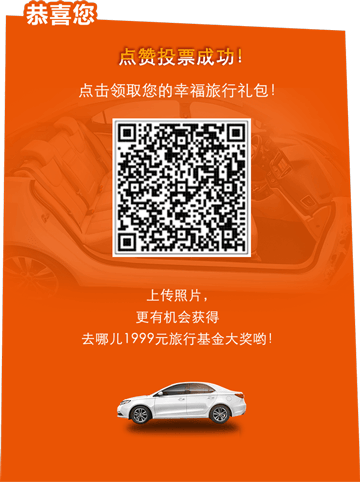 恭喜您
点赞投票成功！
点击领取您的幸福旅行礼包！
上传照片，
更有机会获得
去哪儿1999元旅行基金大奖哟！